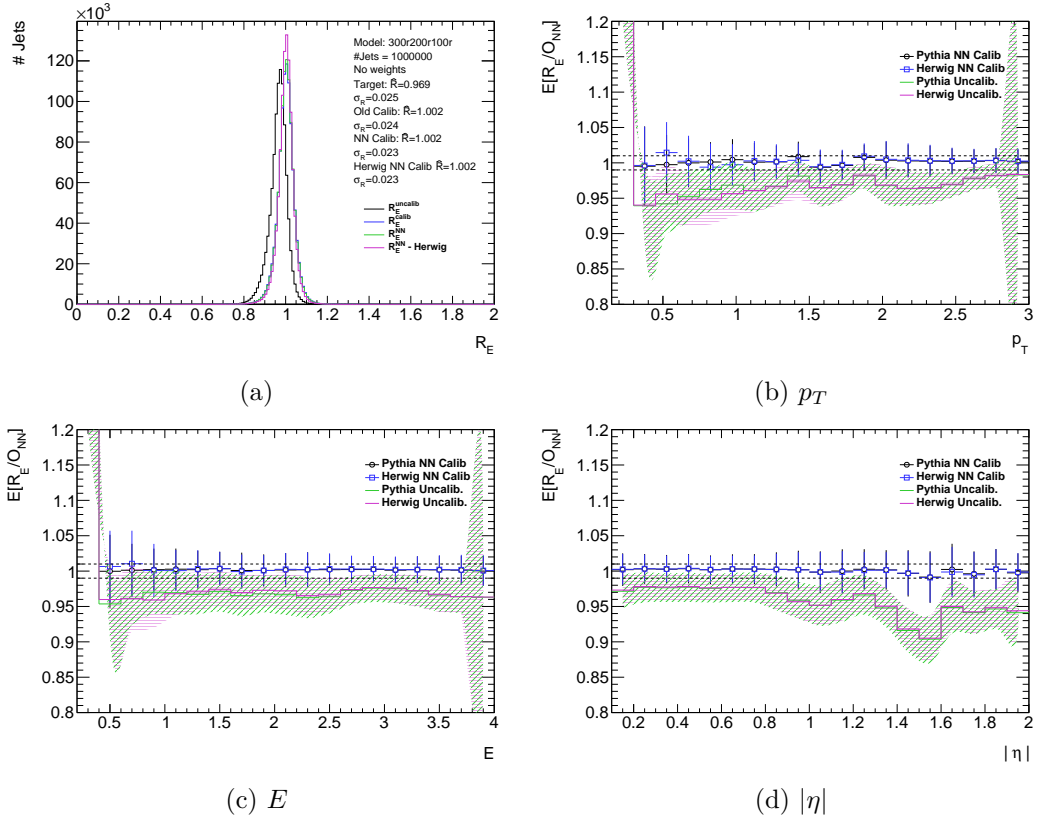 # Jets
×10³
120
100
80
60
40
20
0
0 0.2 0.4 0.6 0.8 1 1.2 1.4 1.6 1.8 2
R_E
Model: 300r200r100r
#Jets = 1000000
No weights
Target: R̄=0.969
σ_R=0.025
Old Calib: R̄=1.002
σ_R=0.024
NN Calib: R̄=1.002
σ_R=0.023
Herwig NN Calib R̄=1.002
σ_R=0.023
R_E^uncalib
R_E^calib
R_E^NN
R_E^NN - Herwig
(a)
E[R_E/O_NN]
1.2
1.15
1.1
1.05
1
0.95
0.9
0.85
0.8
0.5 1 1.5 2 2.5 3
p_T
Pythia NN Calib
Herwig NN Calib
Pythia Uncalib.
Herwig Uncalib.
(b) p_T
E[R_E/O_NN]
1.2
1.15
1.1
1.05
1
0.95
0.9
0.85
0.8
0.5 1 1.5 2 2.5 3 3.5 4
E
Pythia NN Calib
Herwig NN Calib
Pythia Uncalib.
Herwig Uncalib.
(c) E
E[R_E/O_NN]
1.2
1.15
1.1
1.05
1
0.95
0.9
0.85
0.8
0.2 0.4 0.6 0.8 1 1.2 1.4 1.6 1.8 2
|η|
Pythia NN Calib
Herwig NN Calib
Pythia Uncalib.
Herwig Uncalib.
(d) |η|